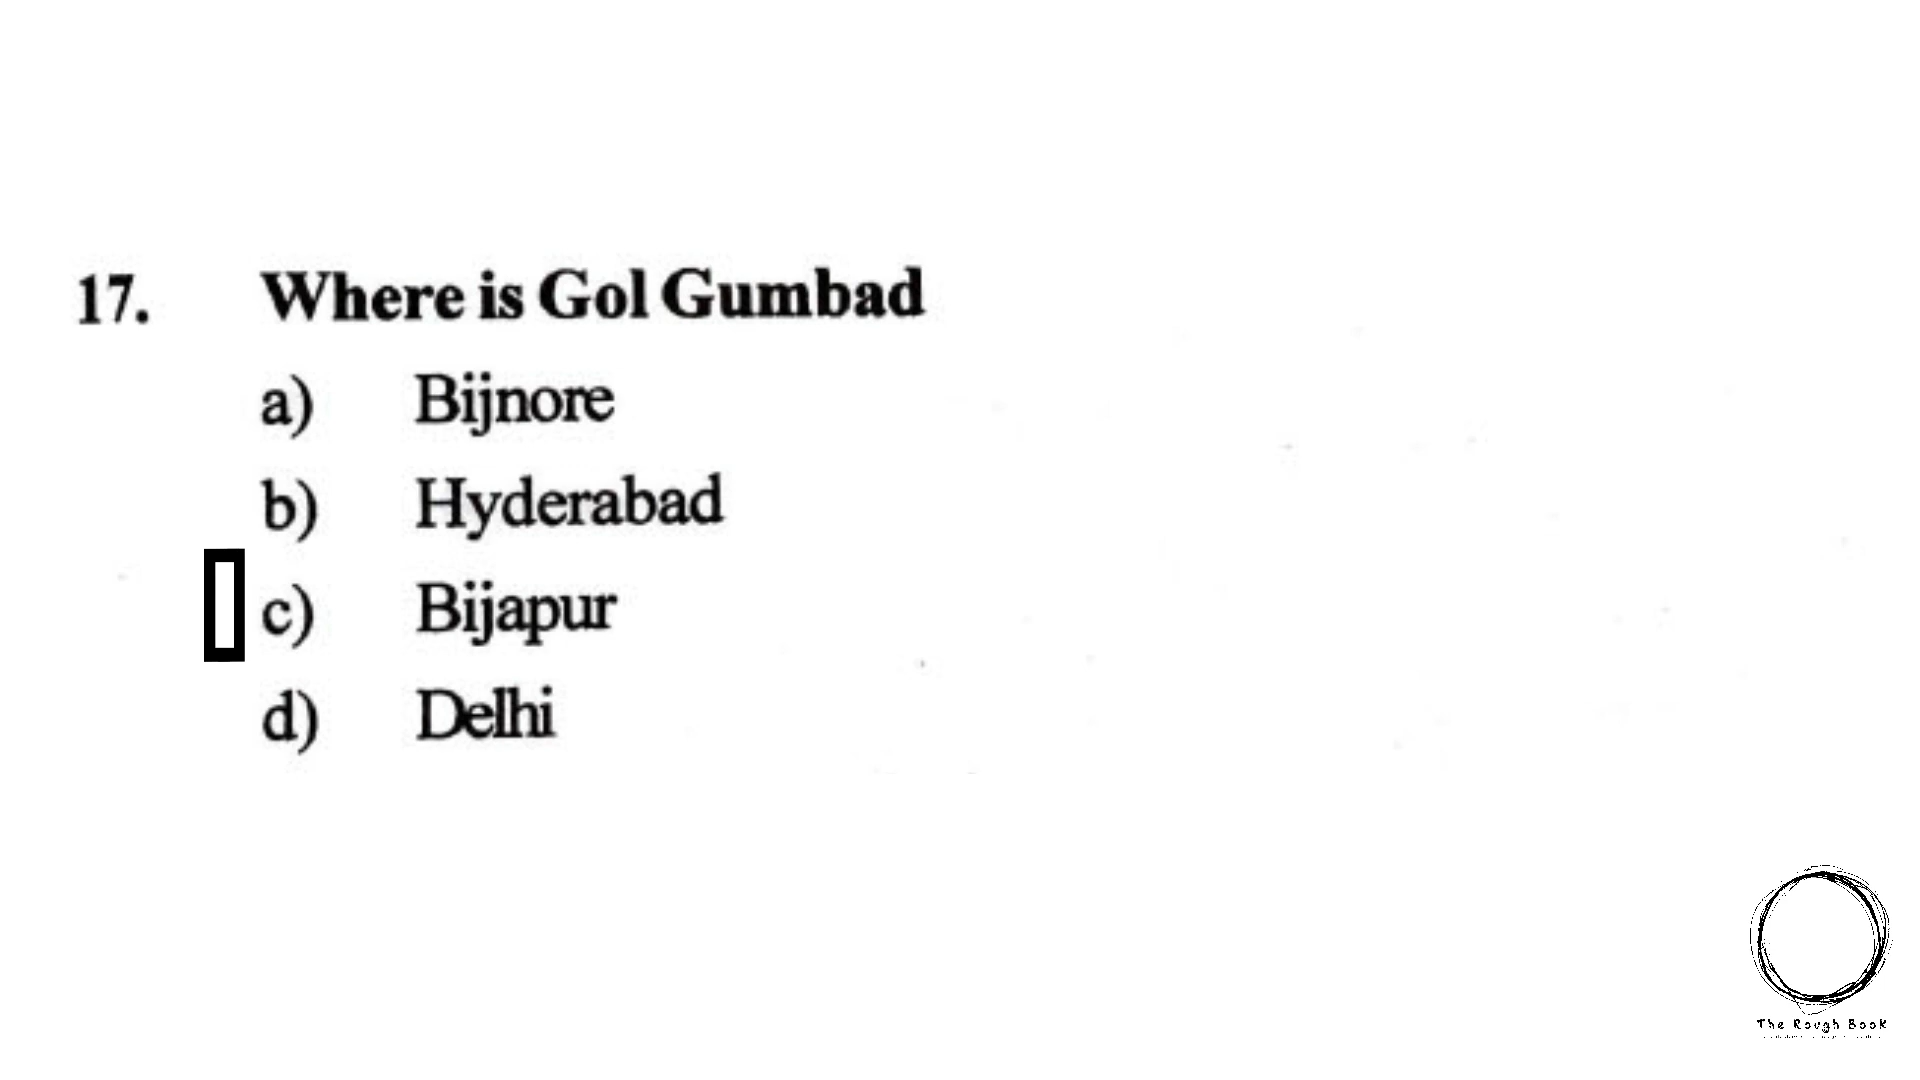 17. Where is Gol Gumbad
a) Bijnore
b) Hyderabad
c) Bijapur
d) Delhi
The Rough Book